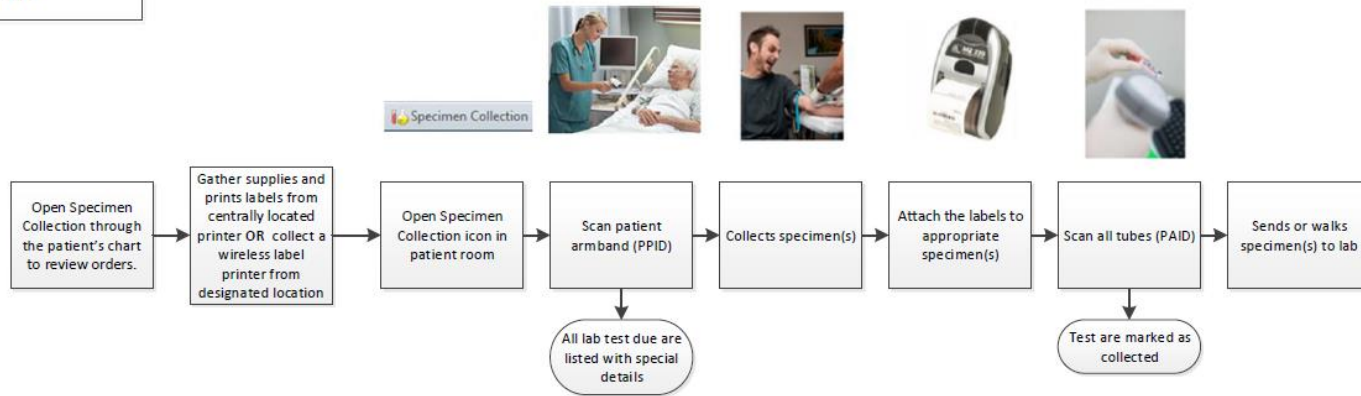 Specimen Collection
Open Specimen
Collection through
the patient's chart
to review orders.
Gather supplies and
prints labels from
centrally located
printer OR collect a
wireless label
printer from
designated location
Open Specimen
Collection icon in
patient room
Scan patient
armband (PPID)
Collects specimen(s)
Attach the labels to
appropriate
specimen(s)
Scan all tubes (PAID)
Sends or walks
specimen(s) to lab
All lab test due are
listed with special
details
Test are marked as
collected